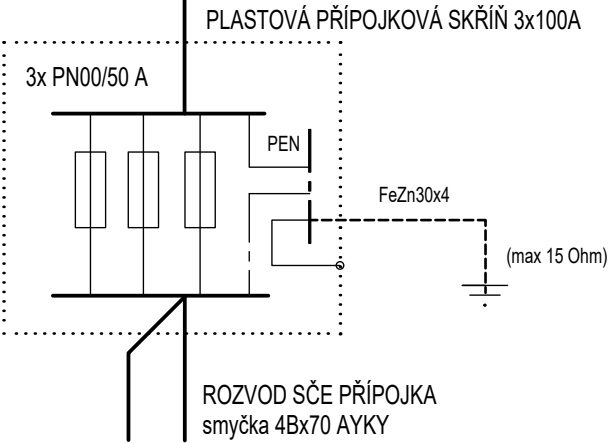 PLASTOVÁ PŘÍPOJKOVÁ SKŘÍŇ 3x100A
3x PN00/50 A
PEN
FeZn30x4
(max 15 Ohm)
ROZVOD SČE PŘÍPOJKA
smyčka 4Bx70 AYKY